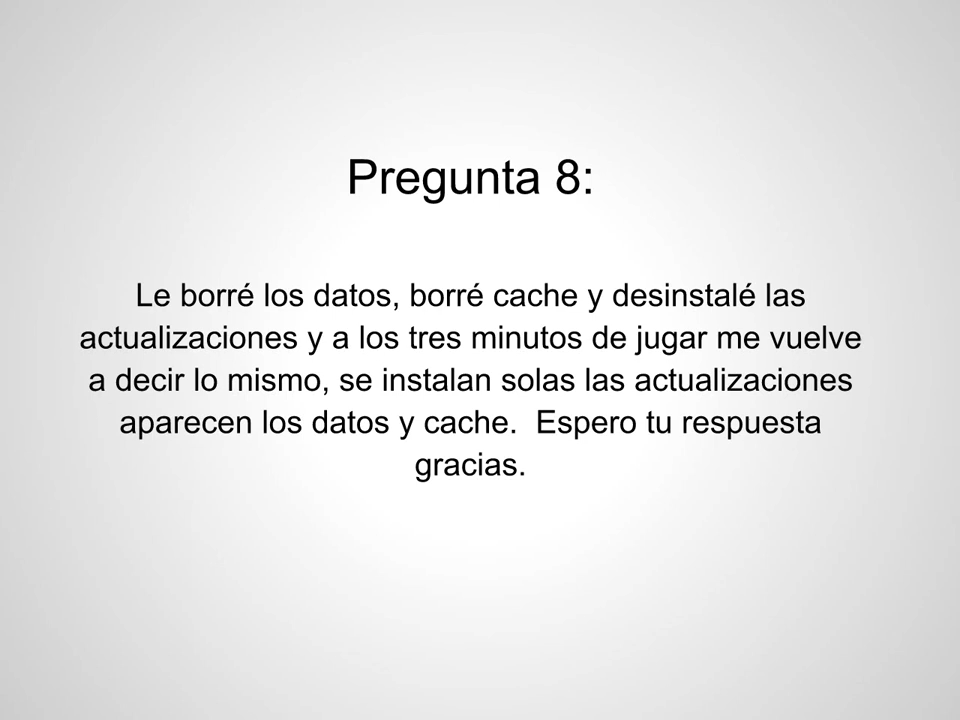 Pregunta 8:
Le borré los datos, borré cache y desinstalé las
actualizaciones y a los tres minutos de jugar me vuelve
a decir lo mismo, se instalan solas las actualizaciones
aparecen los datos y cache.  Espero tu respuesta
gracias.